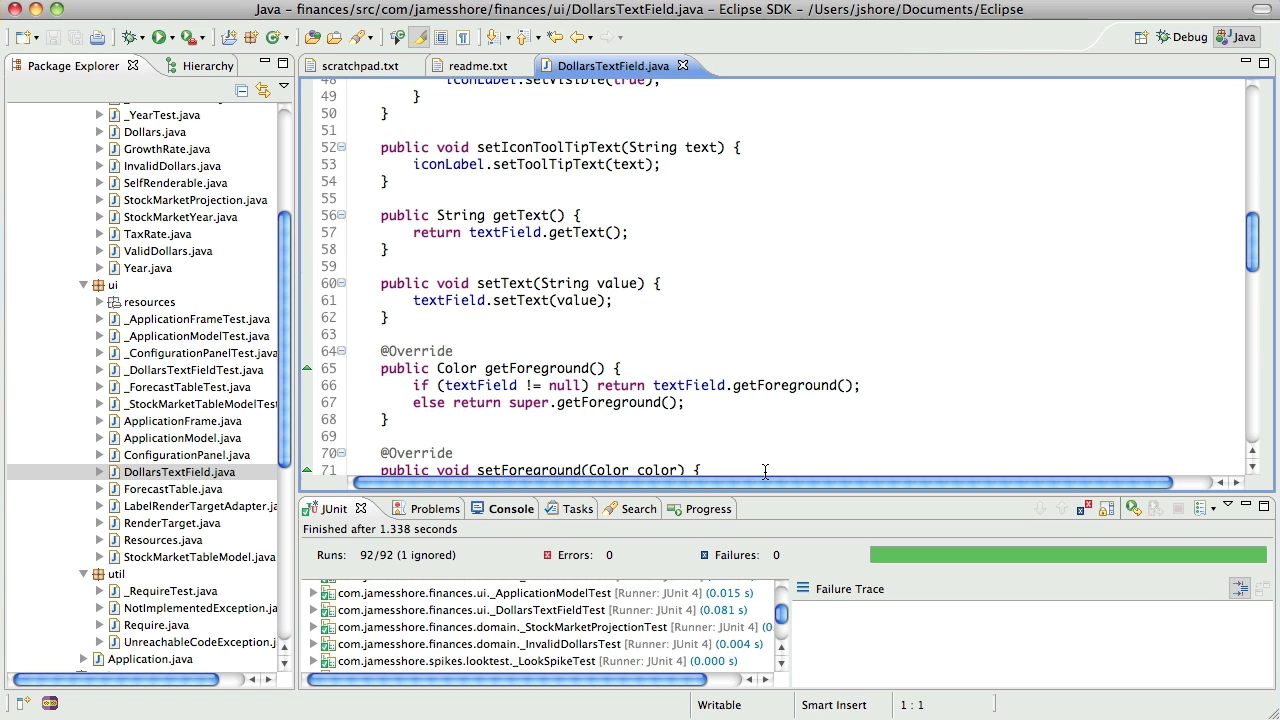 Java – finances/src/com/jamesshore/finances/ui/DollarsTextField.java – Eclipse SDK – /Users/jshore/Documents/Eclipse
Debug
Java
Package Explorer
Hierarchy
scratchpad.txt
readme.txt
DollarsTextField.java
_YearTest.java
Dollars.java
GrowthRate.java
InvalidDollars.java
SelfRenderable.java
StockMarketProjection.java
StockMarketYear.java
TaxRate.java
ValidDollars.java
Year.java
ui
resources
_ApplicationFrameTest.java
_ApplicationModelTest.java
_ConfigurationPanelTest.java
_DollarsTextFieldTest.java
_ForecastTableTest.java
_StockMarketTableModelTest
ApplicationFrame.java
ApplicationModel.java
ConfigurationPanel.java
DollarsTextField.java
ForecastTable.java
LabelRenderTargetAdapter.java
RenderTarget.java
Resources.java
StockMarketTableModel.java
util
_RequireTest.java
NotImplementedException.ja
Require.java
UnreachableCodeException.j
Application.java
48 iconLabel.setVisible(true);
49 }
50 }
51
52 public void setIconToolTipText(String text) {
53 iconLabel.setToolTipText(text);
54 }
55
56 public String getText() {
57 return textField.getText();
58 }
59
60 public void setText(String value) {
61 textField.setText(value);
62 }
63
64 @Override
65 public Color getForeground() {
66 if (textField != null) return textField.getForeground();
67 else return super.getForeground();
68 }
69
70 @Override
71 public void setForeground(Color color) {
JUnit
Problems
Console
Tasks
Search
Progress
Finished after 1.338 seconds
Runs: 92/92 (1 ignored)
Errors: 0
Failures: 0
com.jamesshore.finances.ui._ApplicationModelTest [Runner: JUnit 4] (0.015 s)
com.jamesshore.finances.ui._DollarsTextFieldTest [Runner: JUnit 4] (0.081 s)
com.jamesshore.finances.domain._StockMarketProjectionTest [Runner: JUnit 4] (0
com.jamesshore.finances.domain._InvalidDollarsTest [Runner: JUnit 4] (0.004 s)
com.jamesshore.spikes.looktest._LookSpikeTest [Runner: JUnit 4] (0.000 s)
Failure Trace
Writable
Smart Insert
1 : 1